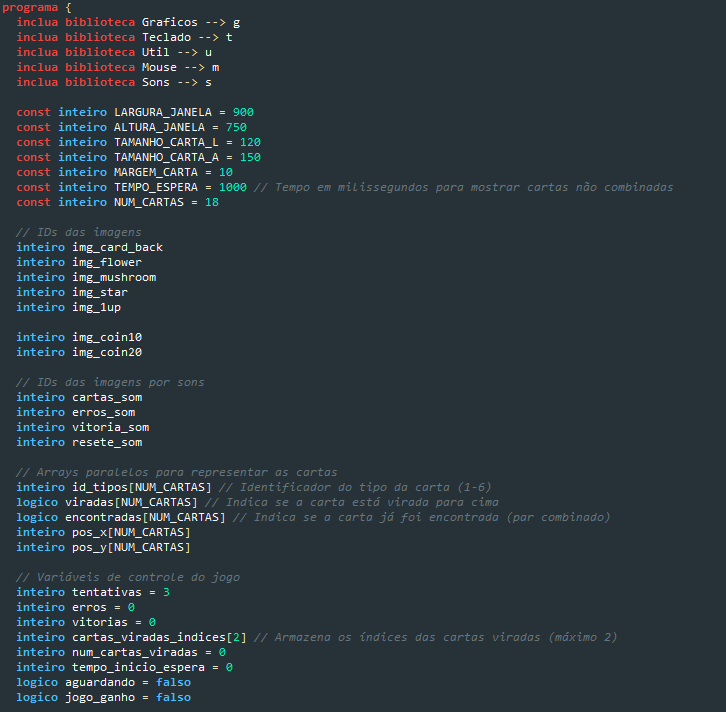 programa {
inclua biblioteca Graficos --> g
inclua biblioteca Teclado --> t
inclua biblioteca Util --> u
inclua biblioteca Mouse --> m
inclua biblioteca Sons --> s
const inteiro LARGURA_JANELA = 900
const inteiro ALTURA_JANELA = 750
const inteiro TAMANHO_CARTA_L = 120
const inteiro TAMANHO_CARTA_A = 150
const inteiro MARGEM_CARTA = 10
const inteiro TEMPO_ESPERA = 1000 // Tempo em milissegundos para mostrar cartas não combinadas
const inteiro NUM_CARTAS = 18
// IDs das imagens
inteiro img_card_back
inteiro img_flower
inteiro img_mushroom
inteiro img_star
inteiro img_1up
inteiro img_coin10
inteiro img_coin20
// IDs das imagens por sons
inteiro cartas_som
inteiro erros_som
inteiro vitoria_som
inteiro resete_som
// Arrays paralelos para representar as cartas
inteiro id_tipos[NUM_CARTAS] // Identificador do tipo da carta (1-6)
logico viradas[NUM_CARTAS] // Indica se a carta está virada para cima
logico encontradas[NUM_CARTAS] // Indica se a carta já foi encontrada (par combinado)
inteiro pos_x[NUM_CARTAS]
inteiro pos_y[NUM_CARTAS]
// Variáveis de controle do jogo
inteiro tentativas = 3
inteiro erros = 0
inteiro vitorias = 0
inteiro cartas_viradas_indices[2] // Armazena os índices das cartas viradas (máximo 2)
inteiro num_cartas_viradas = 0
inteiro tempo_inicio_espera = 0
logico aguardando = falso
logico jogo_ganho = falso